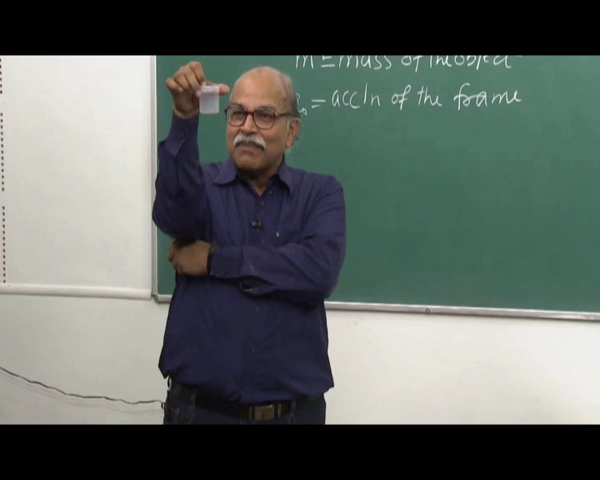 m = mass of the object
= accln of the frame